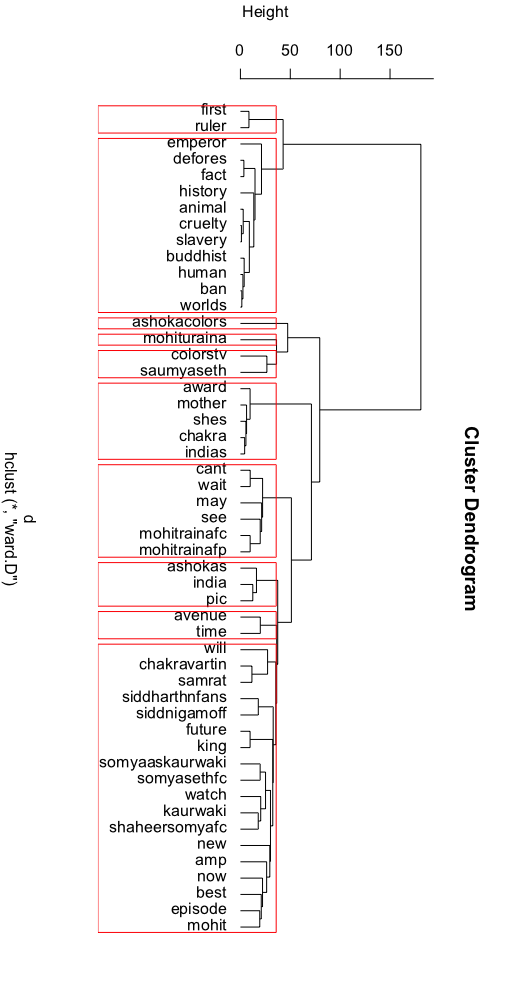 Height
0 50 100 150
first
ruler
emperor
defores
fact
history
animal
cruelty
slavery
buddhist
human
ban
worlds
ashokacolors
mohituraina
colorstv
saumyaseth
award
mother
shes
chakra
indias
cant
wait
may
see
mohitrainafc
mohitrainafp
ashokas
india
pic
avenue
time
will
chakravartin
samrat
siddharthnfans
siddnigamoff
future
king
somyaaskaurwaki
somyasethfc
watch
kaurwaki
shaheersomyafc
new
amp
now
best
episode
mohit
Cluster Dendrogram
d
hclust (*, "ward.D")